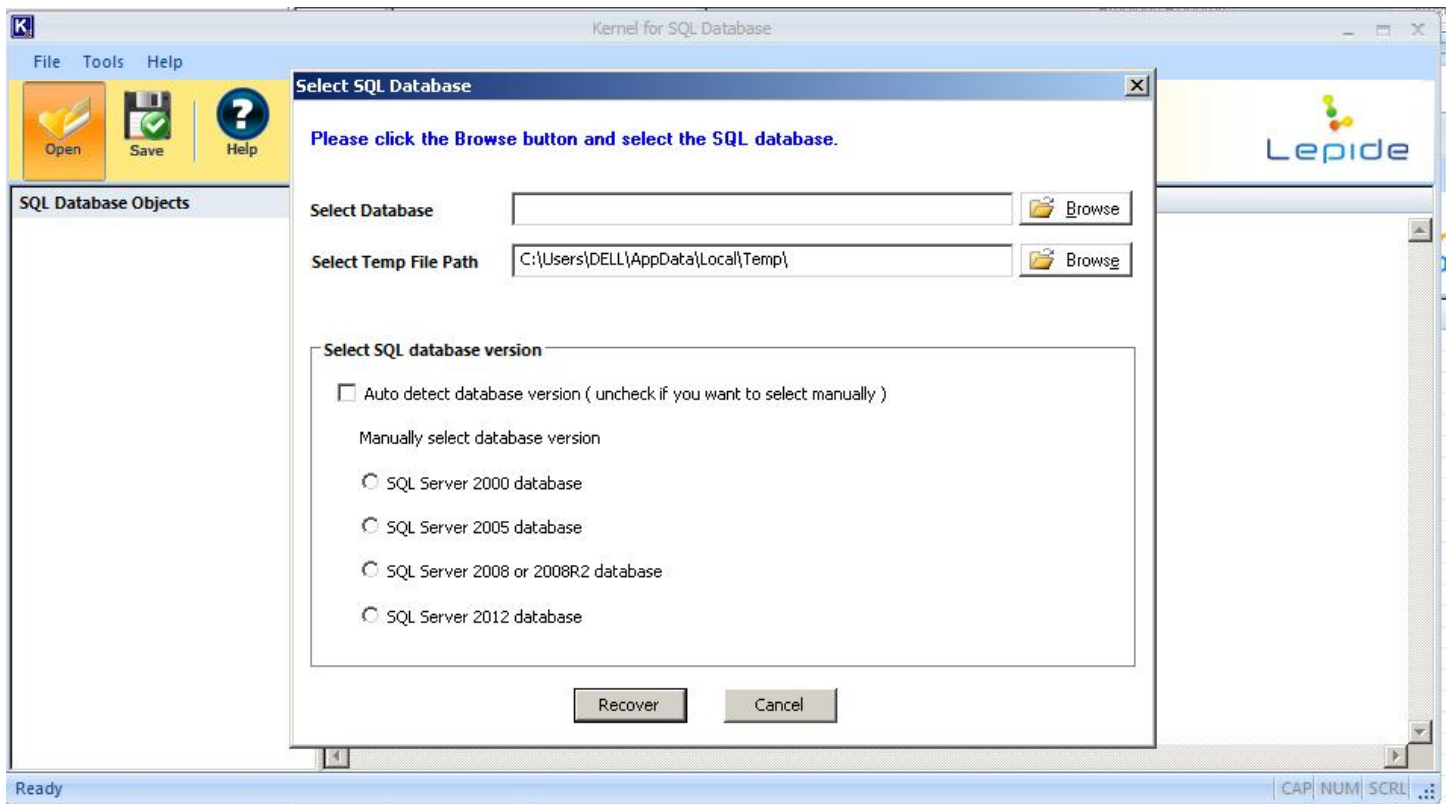 Kernel for SQL Database
File Tools Help
Open Save Help
Lepide
SQL Database Objects
Select SQL Database
Please click the Browse button and select the SQL database.
Select Database Browse
Select Temp File Path C:\Users\DELL\AppData\Local\Temp\ Browse
Select SQL database version
Auto detect database version ( uncheck if you want to select manually )
Manually select database version
SQL Server 2000 database
SQL Server 2005 database
SQL Server 2008 or 2008R2 database
SQL Server 2012 database
Recover Cancel
Ready CAP NUM SCRL